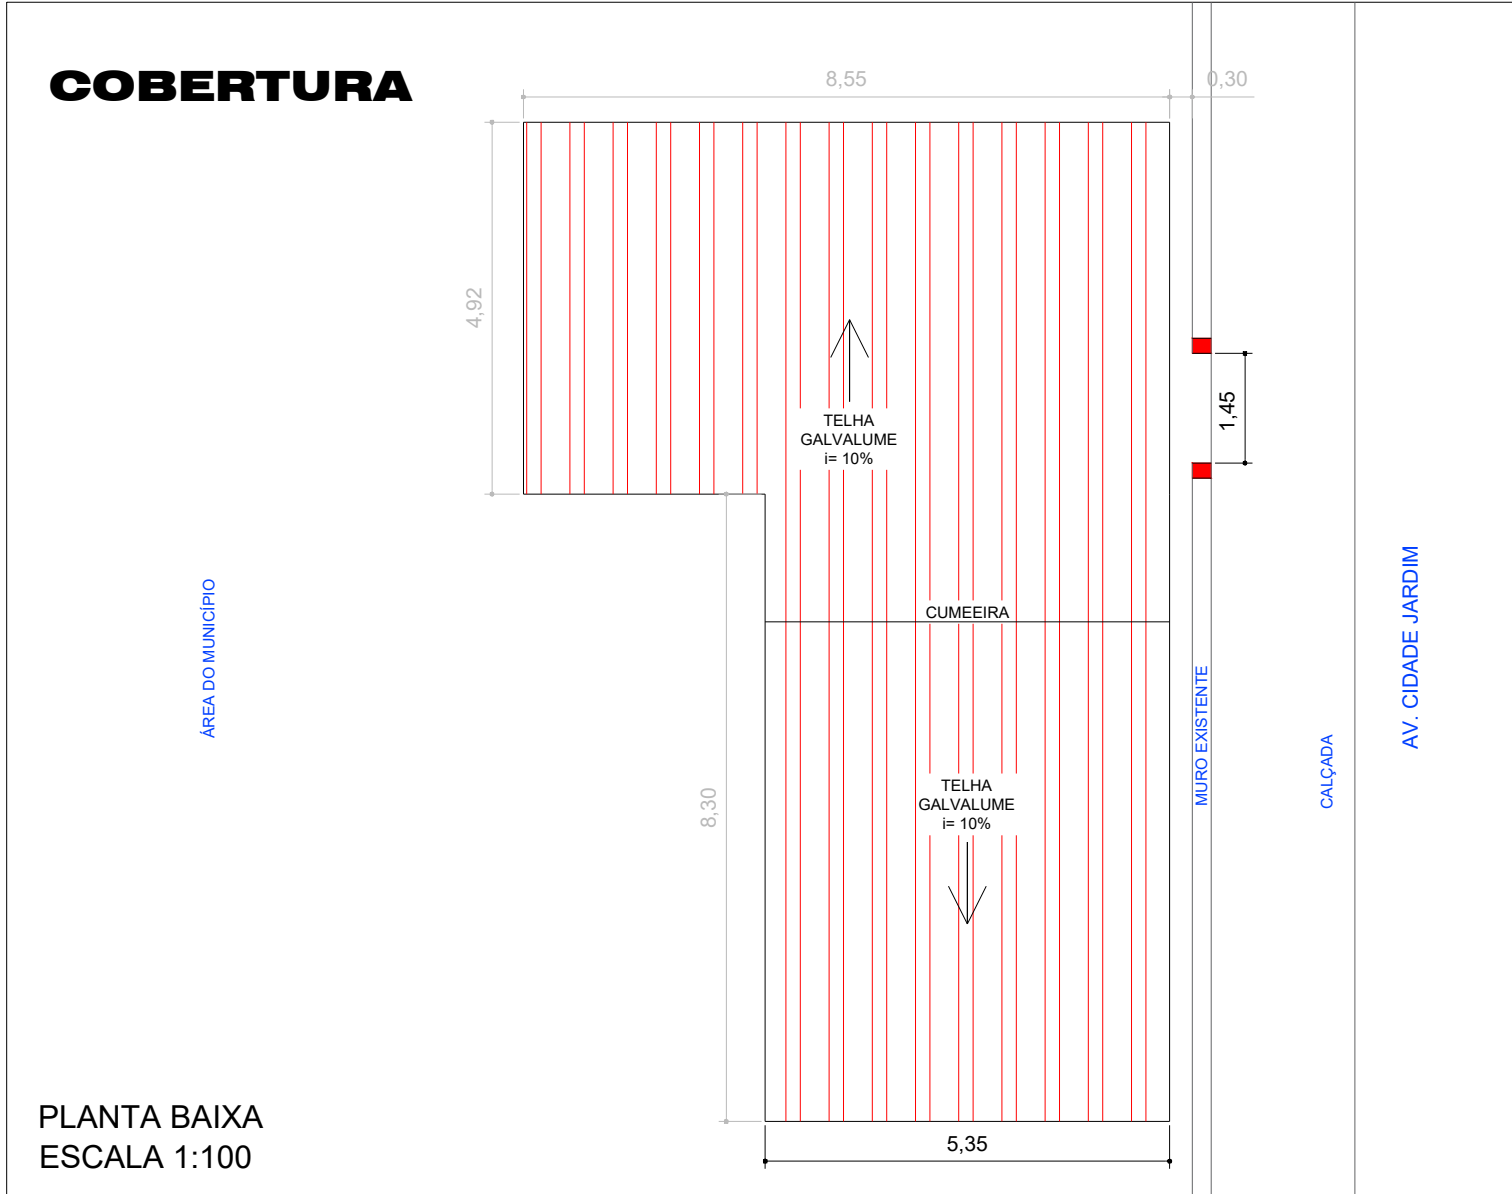 COBERTURA
8,55
0,30
4,92
TELHA
GALVALUME
i= 10%
1,45
CUMEEIRA
ÁREA DO MUNICÍPIO
MURO EXISTENTE
CALÇADA
AV. CIDADE JARDIM
8,30
TELHA
GALVALUME
i= 10%
5,35
PLANTA BAIXA
ESCALA 1:100